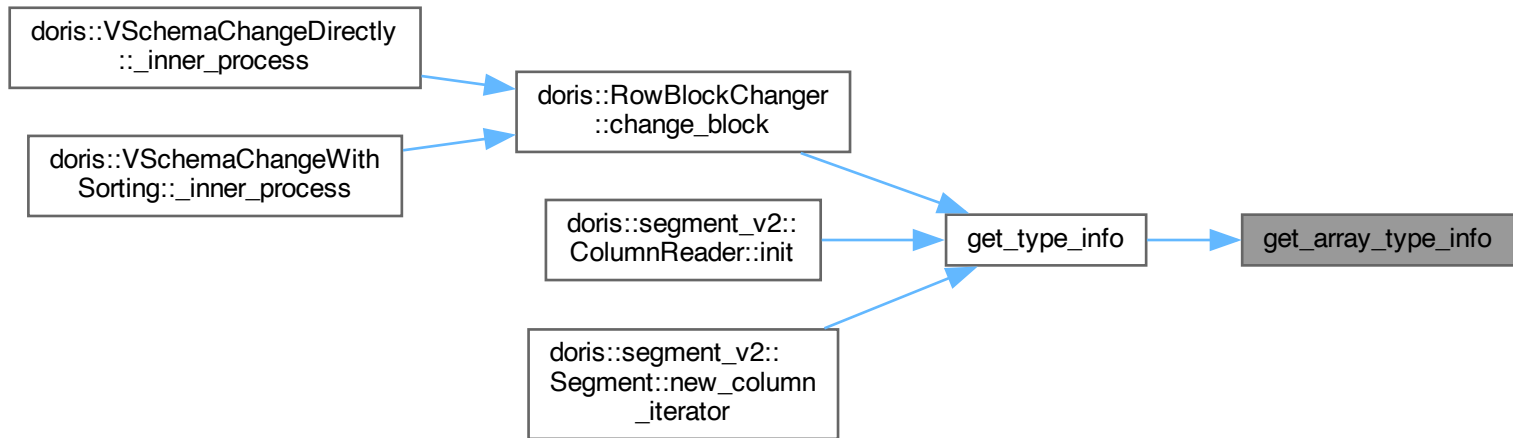 doris::VSchemaChangeDirectly
::_inner_process
doris::VSchemaChangeWith
Sorting::_inner_process
doris::RowBlockChanger
::change_block
doris::segment_v2::
ColumnReader::init
doris::segment_v2::
Segment::new_column
_iterator
get_type_info
get_array_type_info